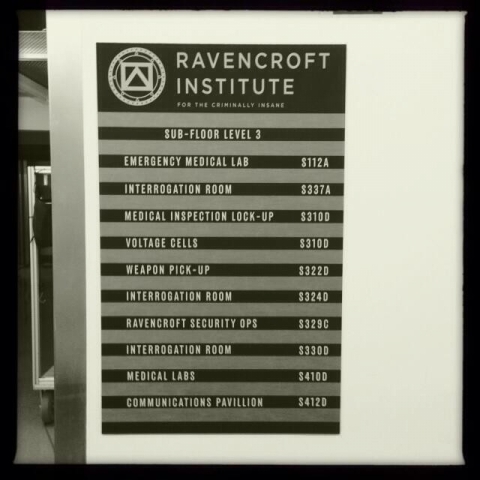 RAVENCROFT
INSTITUTE
FOR THE CRIMINALLY INSANE
SUB-FLOOR LEVEL 3
EMERGENCY MEDICAL LAB S112A
INTERROGATION ROOM S337A
MEDICAL INSPECTION LOCK-UP S310D
VOLTAGE CELLS S310D
WEAPON PICK-UP S322D
INTERROGATION ROOM S324D
RAVENCROFT SECURITY OPS S329C
INTERROGATION ROOM S330D
MEDICAL LABS S410D
COMMUNICATIONS PAVILLION S412D